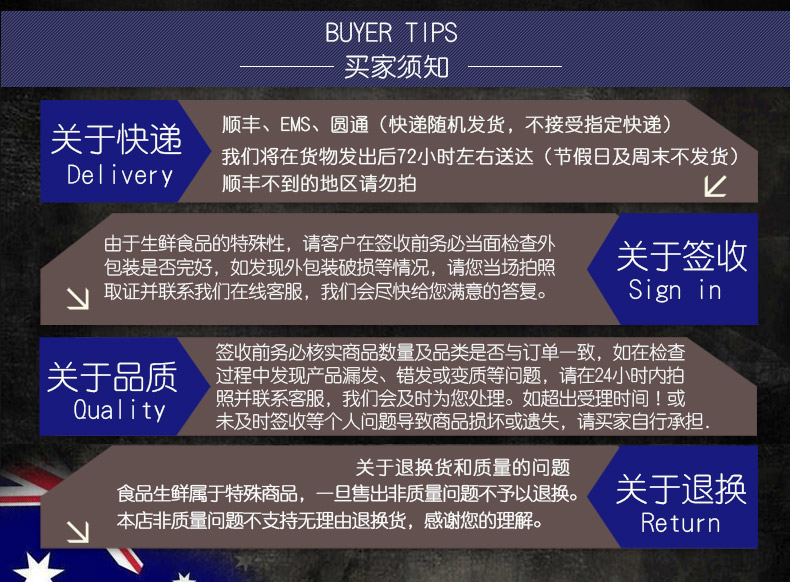 BUYER TIPS
买家须知
关于快递
Delivery
顺丰、EMS、圆通（快递随机发货，不接受指定快递）
我们将在货物发出后72小时左右送达（节假日及周末不发货）
顺丰不到的地区请勿拍
由于生鲜食品的特殊性，请客户在签收前务必当面检查外
包装是否完好，如发现外包装破损等情况，请您当场拍照
取证并联系我们在线客服，我们会尽快给您满意的答复。
关于签收
Sign in
关于品质
Quality
签收前务必核实商品数量及品类是否与订单一致，如在检查
过程中发现产品漏发、错发或变质等问题，请在24小时内拍
照并联系客服，我们会及时为您处理。如超出受理时间！或
未及时签收等个人问题导致商品损坏或遗失，请买家自行承担.
关于退换货和质量的问题
食品生鲜属于特殊商品，一旦售出非质量问题不予以退换。
本店非质量问题不支持无理由退换货，感谢您的理解。
关于退换
Return